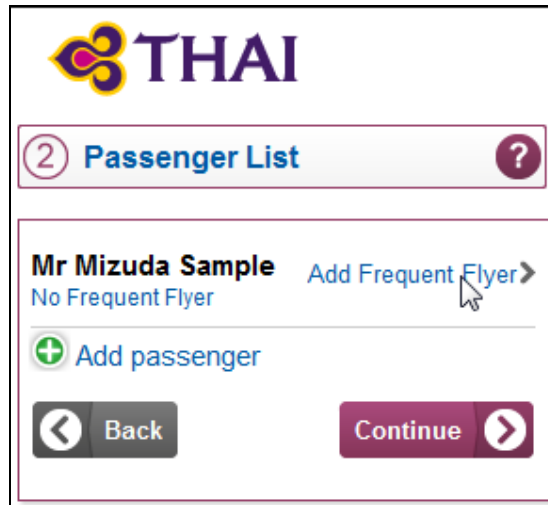 THAI
2 Passenger List ?
Mr Mizuda Sample Add Frequent Flyer
No Frequent Flyer
Add passenger
Back Continue